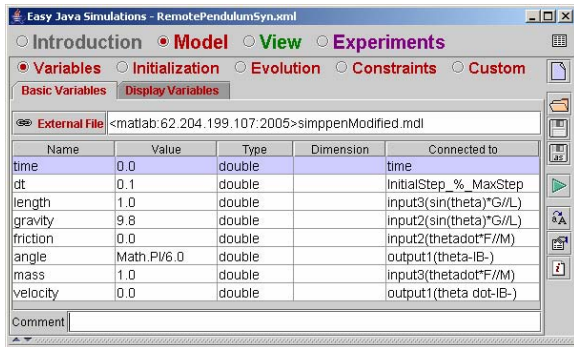 Easy Java Simulations - RemotePendulumSyn.xml
Introduction Model View Experiments
Variables Initialization Evolution Constraints Custom
Basic Variables Display Variables
External File <matlab:62.204.199.107:2005>simppenModified.mdl
Name Value Type Dimension Connected to
time 0.0 double time
dt 0.1 double InitialStep_%_MaxStep
length 1.0 double input3(sin(theta)*G//L)
gravity 9.8 double input2(sin(theta)*G//L)
friction 0.0 double input2(thetadot*F//M)
angle Math.PI/6.0 double output1(theta-IB-)
mass 1.0 double input3(thetadot*F//M)
velocity 0.0 double output1(theta dot-IB-)
Comment
as